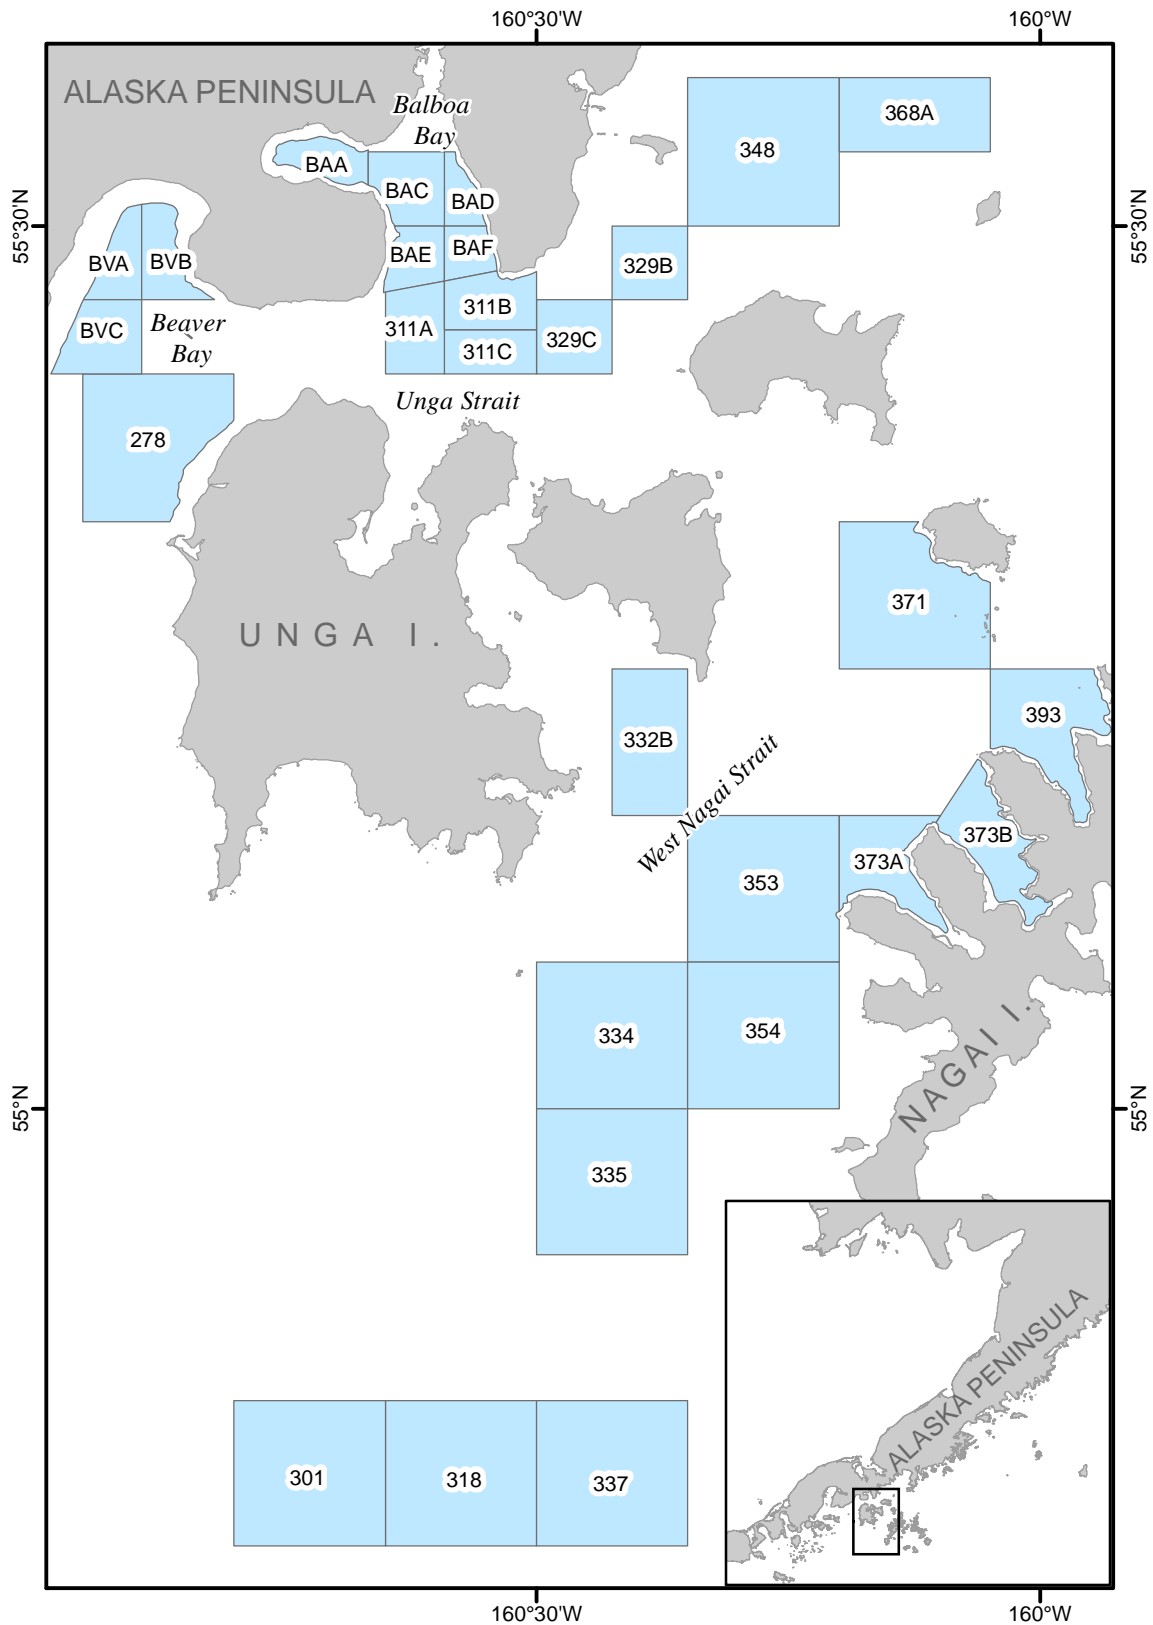 160°30'W
160°W
ALASKA PENINSULA
Balboa
Bay
368A
348
BAA
BAC
BAD
55°30'N
55°30'N
BAE
BAF
BVA
BVB
329B
311B
BVC
Beaver
Bay
311A
329C
311C
Unga Strait
278
371
UNGA I.
393
332B
West Nagai Strait
373B
373A
353
334
354
NAGAI I.
55°N
55°N
335
ALASKA PENINSULA
301
318
337
160°30'W
160°W